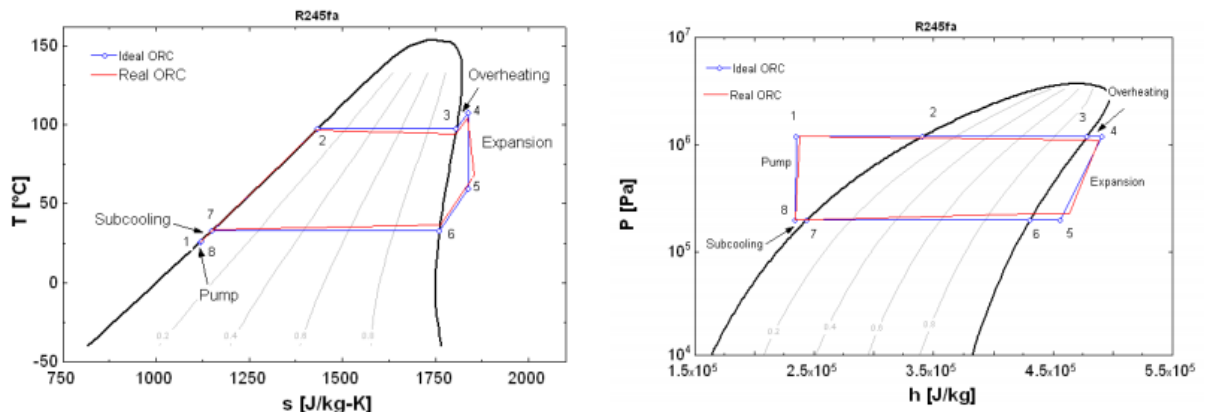 R245fa
Ideal ORC
Real ORC
Overheating
3
4
2
Expansion
5
7
Subcooling
6
1
8
Pump
0.2
0.4
0.6
0.8
150
100
50
0
-50
750
1000
1250
1500
1750
2000
T [ºC]
s [J/kg-K]
R245fa
Ideal ORC
Real ORC
Overheating
1
2
3
4
Pump
Expansion
8
7
6
5
Subcooling
0.2
0.4
0.6
0.8
10⁷
10⁶
10⁵
10⁴
1.5x10⁵
2.5x10⁵
3.5x10⁵
4.5x10⁵
5.5x10⁵
P [Pa]
h [J/kg]